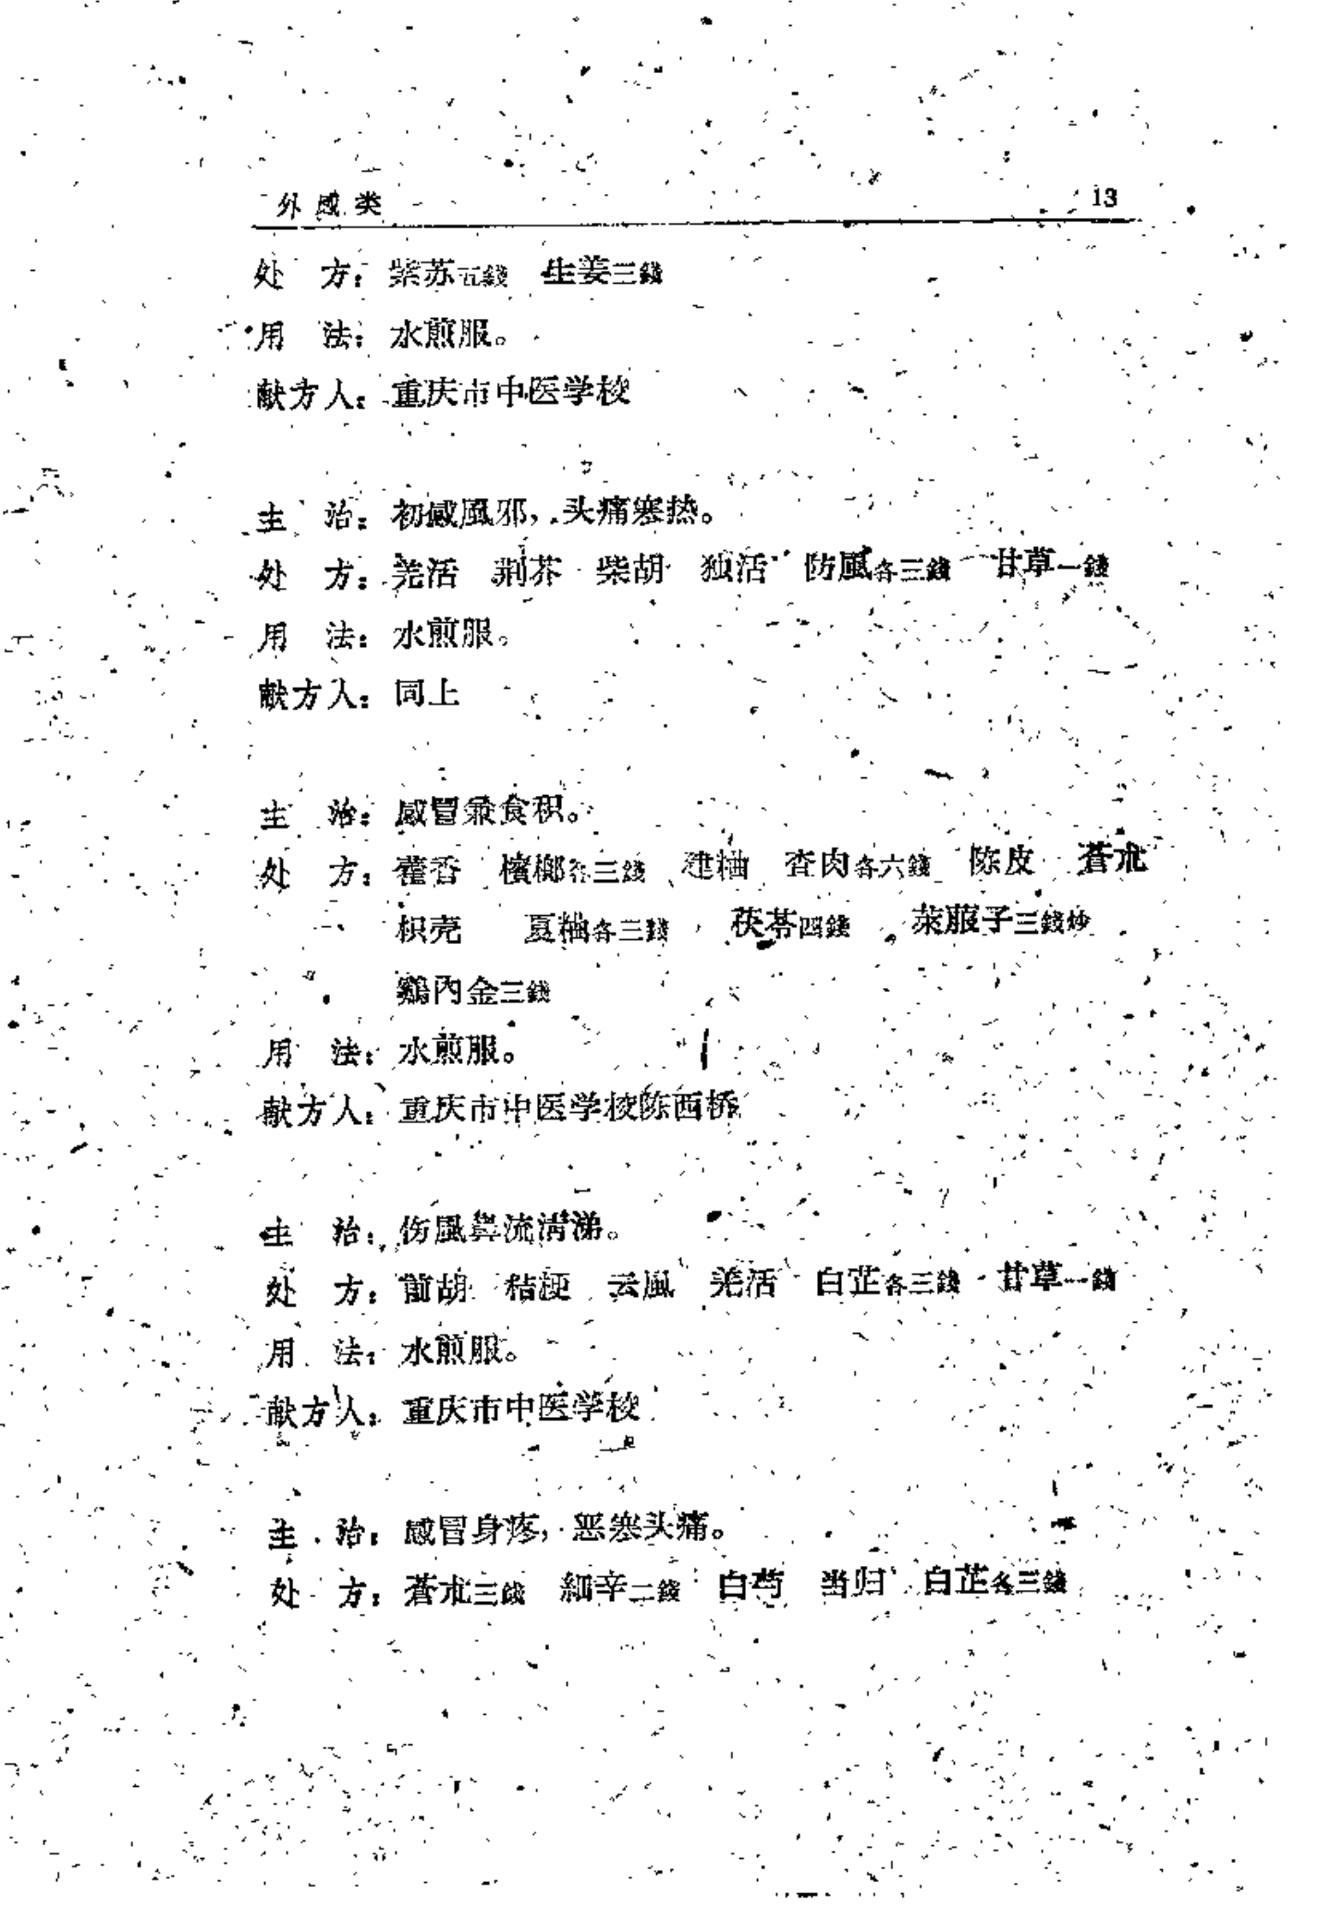 外感类 13
处 方：紫苏五錢 生姜三錢
用 法：水煎服。
献方人：重庆市中医学校
主 治：初感風邪，头痛寒热。
处 方：羌活 荆芥 柴胡 独活 防風各三錢 甘草一錢
用 法：水煎服。
献方人：同上
主 治：感冒兼食积。
处 方：藿香 檳榔各三錢 建粬 查肉各六錢 陈皮 蒼朮
枳壳 夏粬各三錢 茯苓四錢 萊菔子三錢炒
鷄內金三錢
用 法：水煎服。
献方人：重庆市中医学校陈西桥
主 治：伤風鼻流清涕。
处 方：前胡 桔梗 云風 羌活 白芷各三錢 甘草一錢
用 法：水煎服。
献方人：重庆市中医学校
主 治：感冒身疼，恶寒头痛。
处 方：蒼朮三錢 細辛二錢 白芍 当归 白芷各三錢